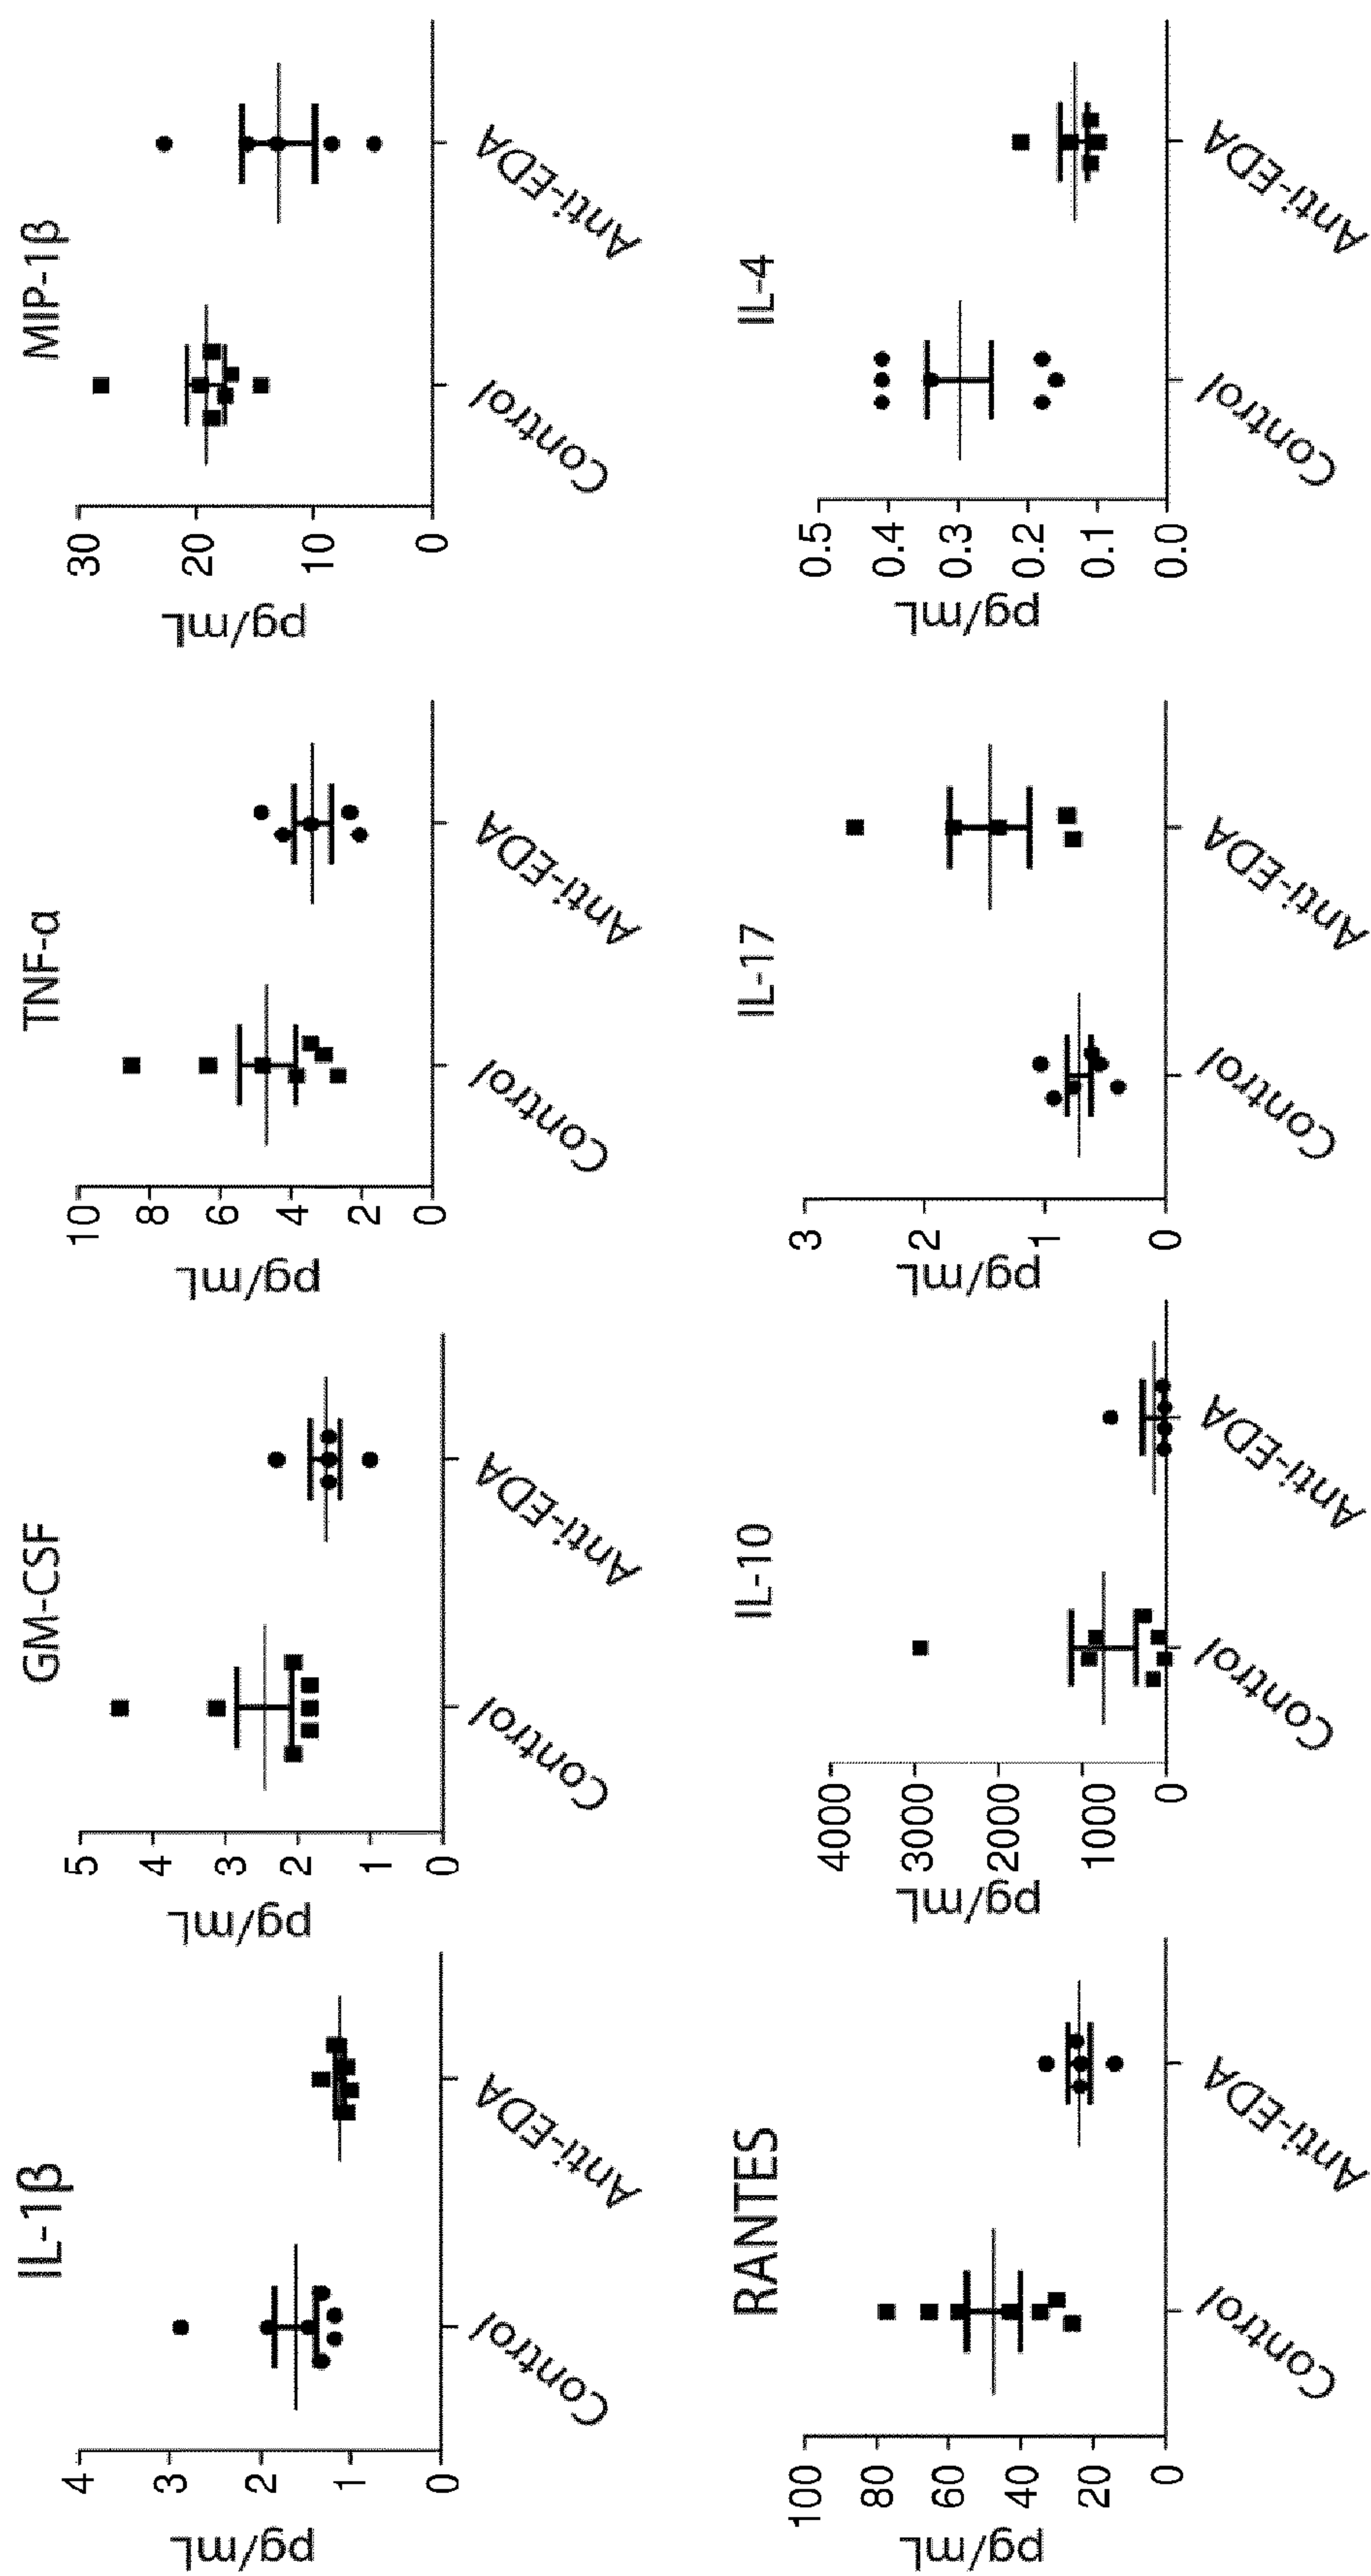 IL-1β
pg/mL
4
3
2
1
0
Control
Anti-EDA
GM-CSF
pg/mL
5
4
3
2
1
0
Control
Anti-EDA
TNF-α
pg/mL
10
8
6
4
2
0
Control
Anti-EDA
MIP-1β
pg/mL
30
20
10
0
Control
Anti-EDA
RANTES
pg/mL
100
80
60
40
20
0
Control
Anti-EDA
IL-10
pg/mL
4000
3000
2000
1000
0
Control
Anti-EDA
IL-17
pg/mL
3
2
1
0
Control
Anti-EDA
IL-4
pg/mL
0.5
0.4
0.3
0.2
0.1
0.0
Control
Anti-EDA